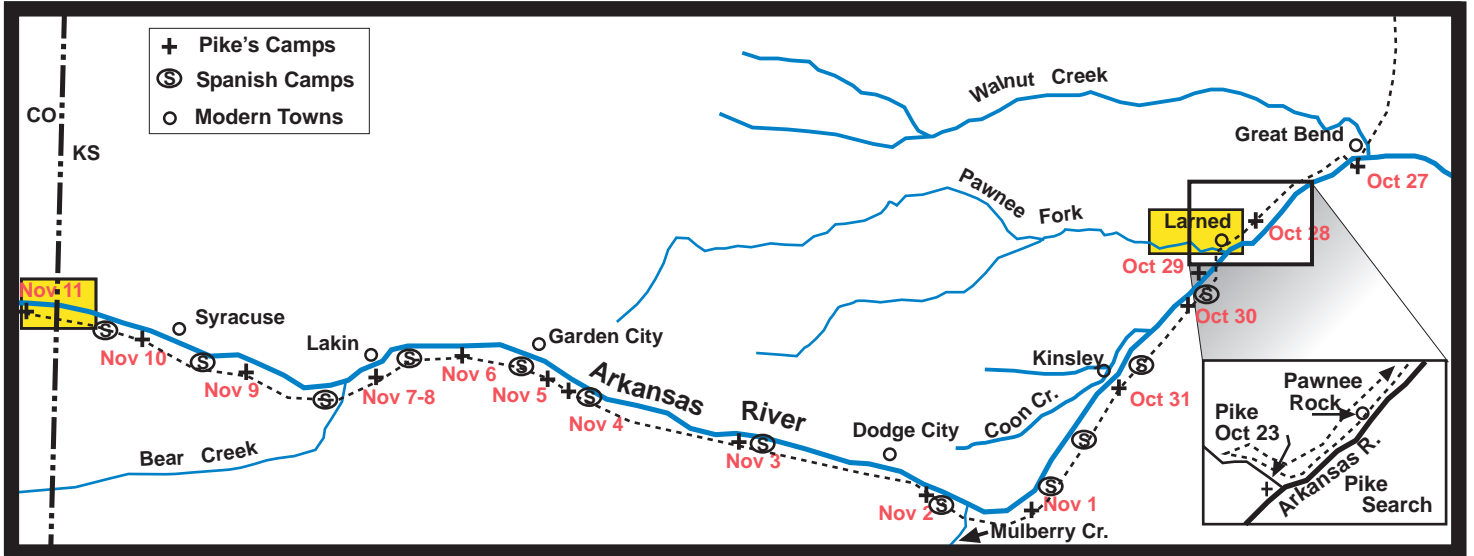 Pike's Camps
S Spanish Camps
Modern Towns
CO
KS
Walnut Creek
Great Bend
Oct 27
Pawnee
Fork
Larned
Oct 28
Oct 29
S
Oct 30
Nov 11
S
Nov 10
Syracuse
S
Nov 9
Lakin
S
Nov 7-8
S
Nov 6
Garden City
S
Nov 5
S
Nov 4
Arkansas
River
Bear Creek
Nov 3
S
Dodge City
Kinsley
S
Coon Cr.
Oct 31
S
S
Nov 1
Nov 2
S
Mulberry Cr.
Pawnee
Rock
Pike
Oct 23
Arkansas R.
Pike
Search